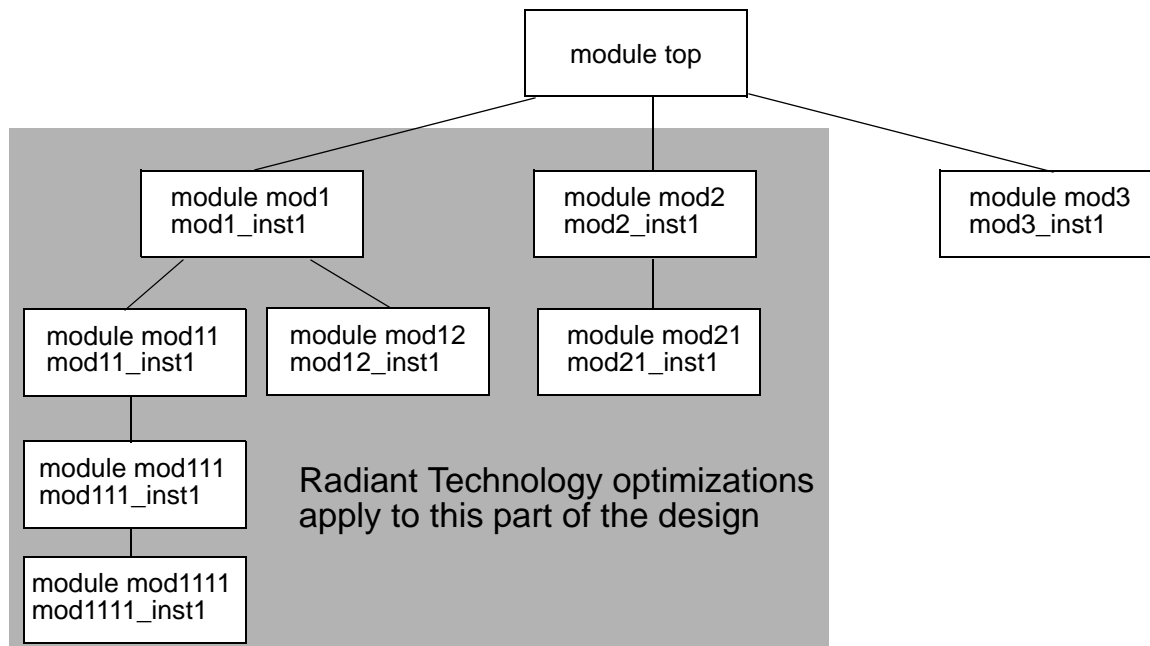 module top
module mod1
mod1_inst1
module mod2
mod2_inst1
module mod3
mod3_inst1
module mod11
mod11_inst1
module mod12
mod12_inst1
module mod21
mod21_inst1
module mod111
mod111_inst1
Radiant Technology optimizations
apply to this part of the design
module mod1111
mod1111_inst1